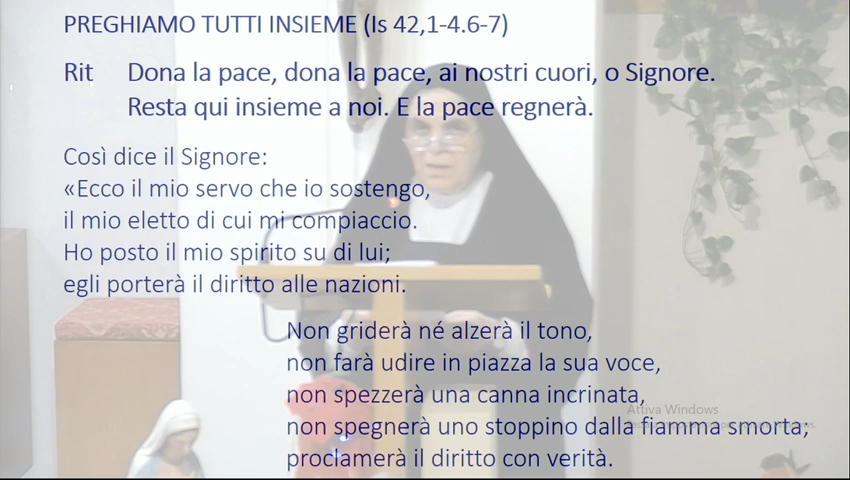 PREGHIAMO TUTTI INSIEME (Is 42,1-4.6-7)
Rit Dona la pace, dona la pace, ai nostri cuori, o Signore.
Resta qui insieme a noi. E la pace regnerà.
Così dice il Signore:
«Ecco il mio servo che io sostengo,
il mio eletto di cui mi compiaccio.
Ho posto il mio spirito su di lui;
egli porterà il diritto alle nazioni.
Non griderà né alzerà il tono,
non farà udire in piazza la sua voce,
non spezzerà una canna incrinata,
Attiva Windows
non spegnerà uno stoppino dalla fiamma smorta;
proclamerà il diritto con verità.